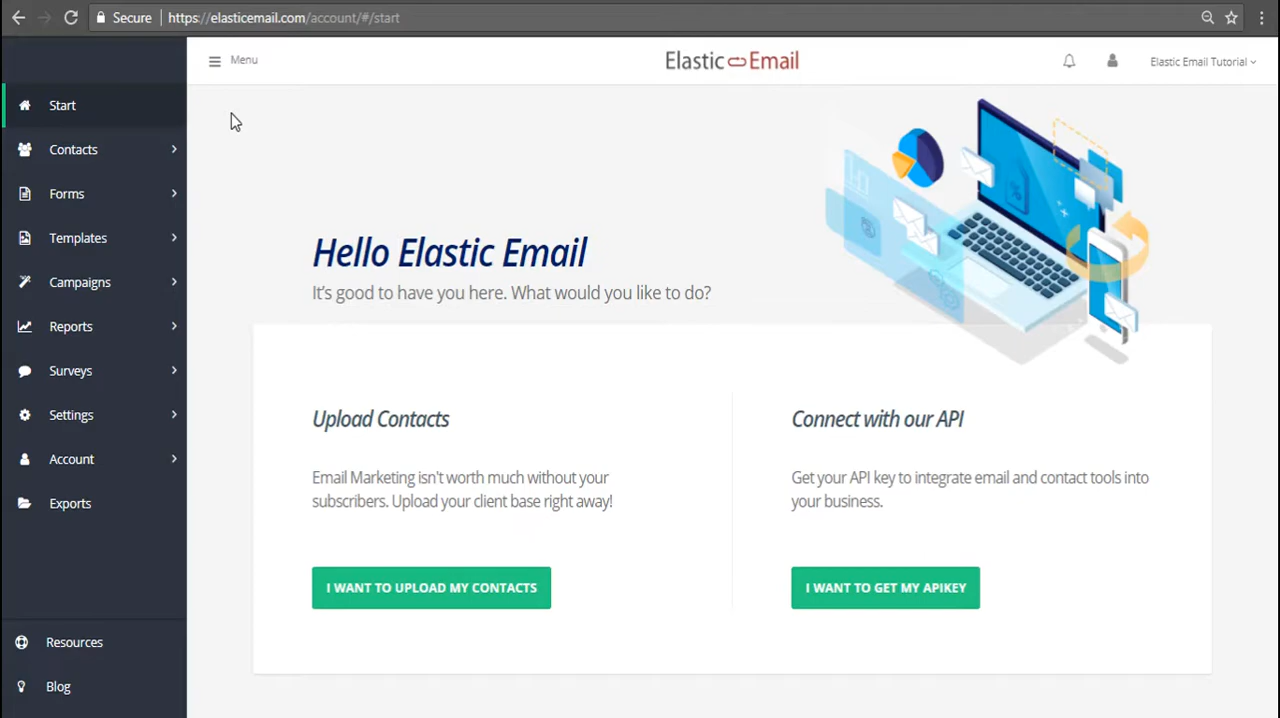 Secure https://elasticemail.com/account/#/start
Menu
Elastic Email
Elastic Email Tutorial
Start
Contacts
Forms
Templates
Campaigns
Reports
Surveys
Settings
Account
Exports
Resources
Blog
Hello Elastic Email
It's good to have you here. What would you like to do?
Upload Contacts
Email Marketing isn't worth much without your
subscribers. Upload your client base right away!
I WANT TO UPLOAD MY CONTACTS
Connect with our API
Get your API key to integrate email and contact tools into
your business.
I WANT TO GET MY APIKEY